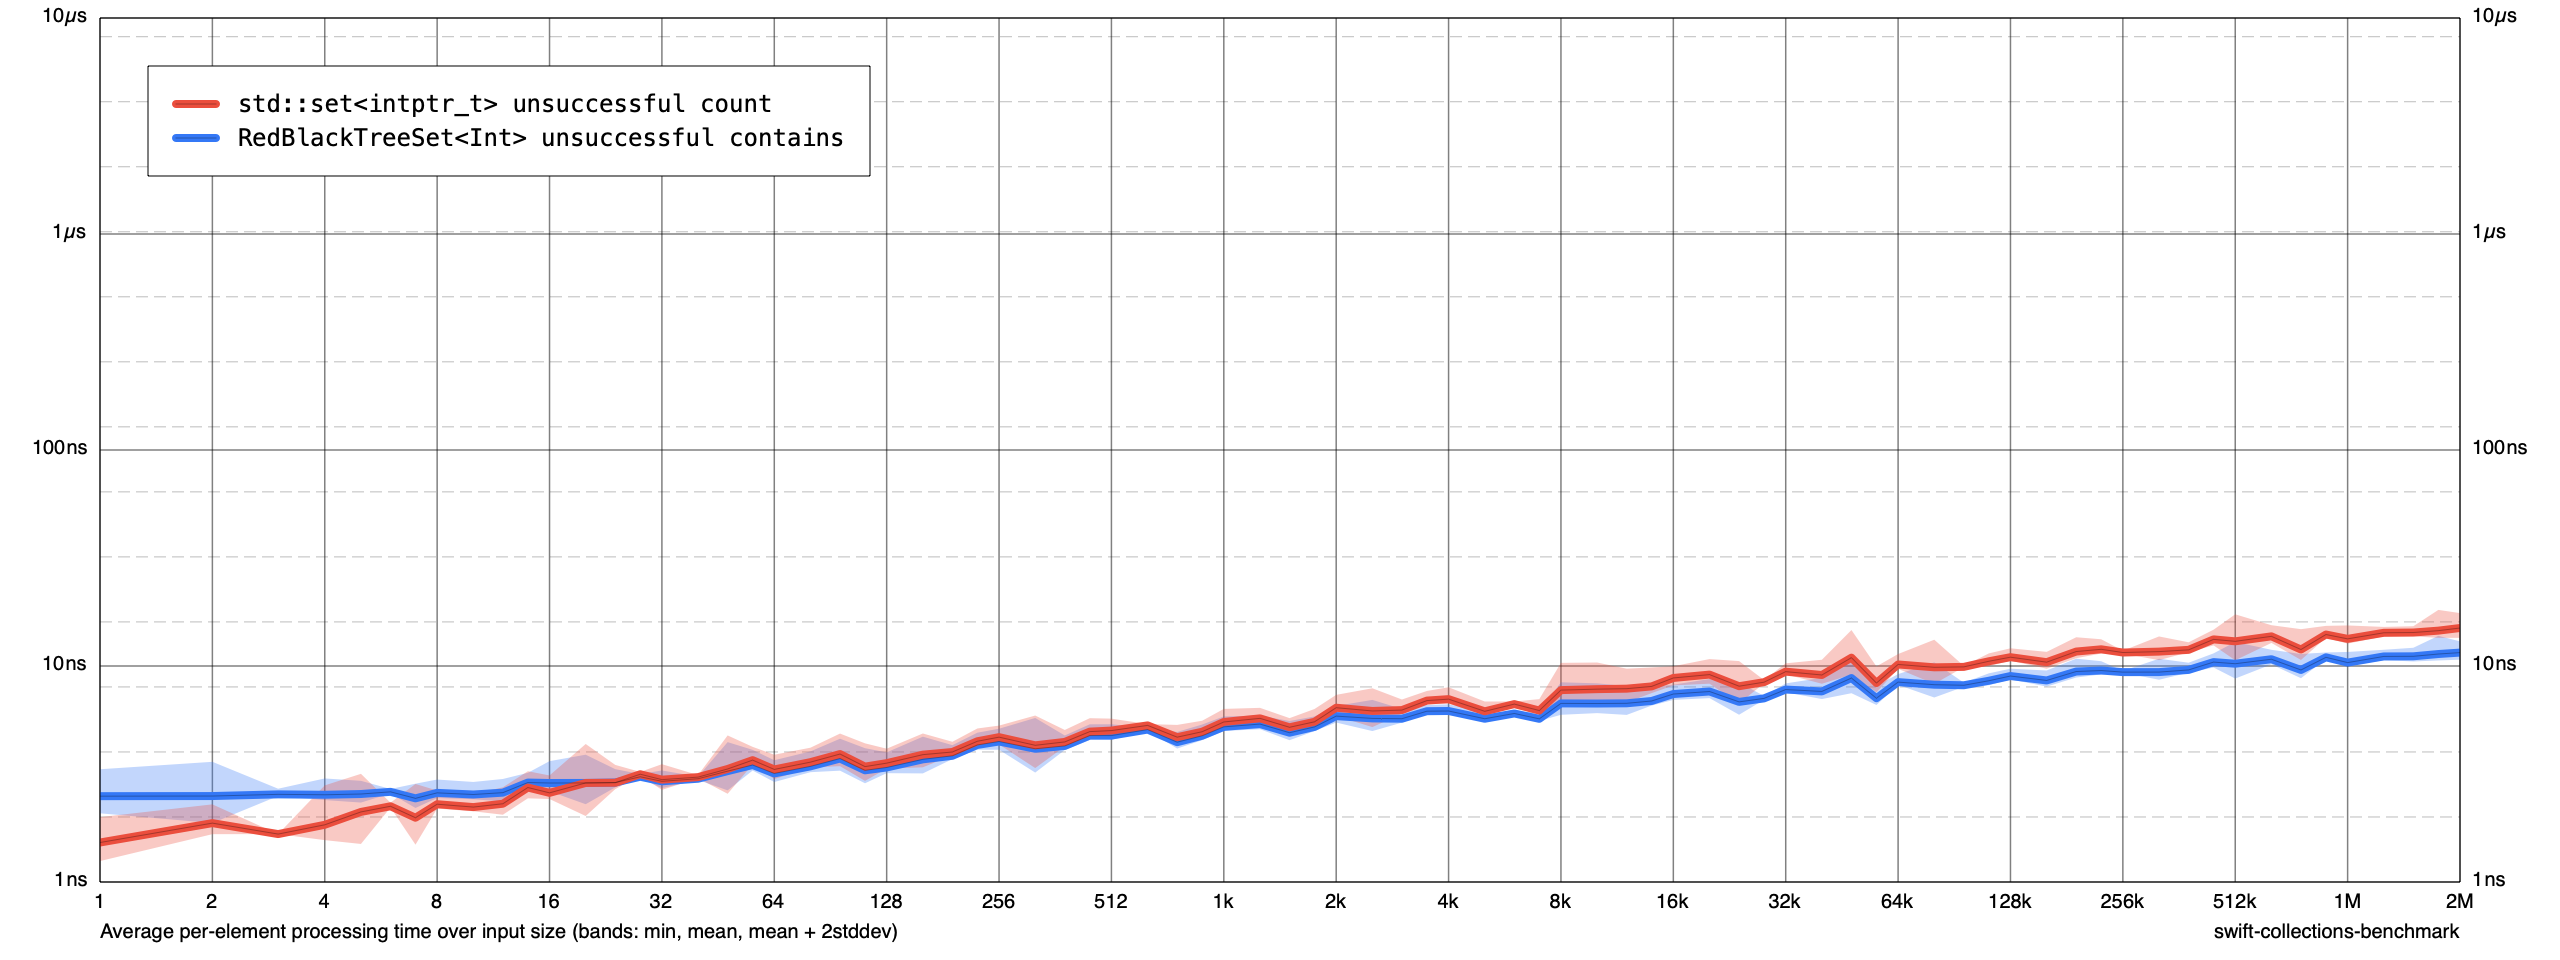 10µs
10µs
std::set<intptr_t> unsuccessful count
RedBlackTreeSet<Int> unsuccessful contains
1µs
1µs
100ns
100ns
10ns
10ns
1ns
1ns
1 2 4 8 16 32 64 128 256 512 1k 2k 4k 8k 16k 32k 64k 128k 256k 512k 1M 2M
Average per-element processing time over input size (bands: min, mean, mean + 2stddev)
swift-collections-benchmark